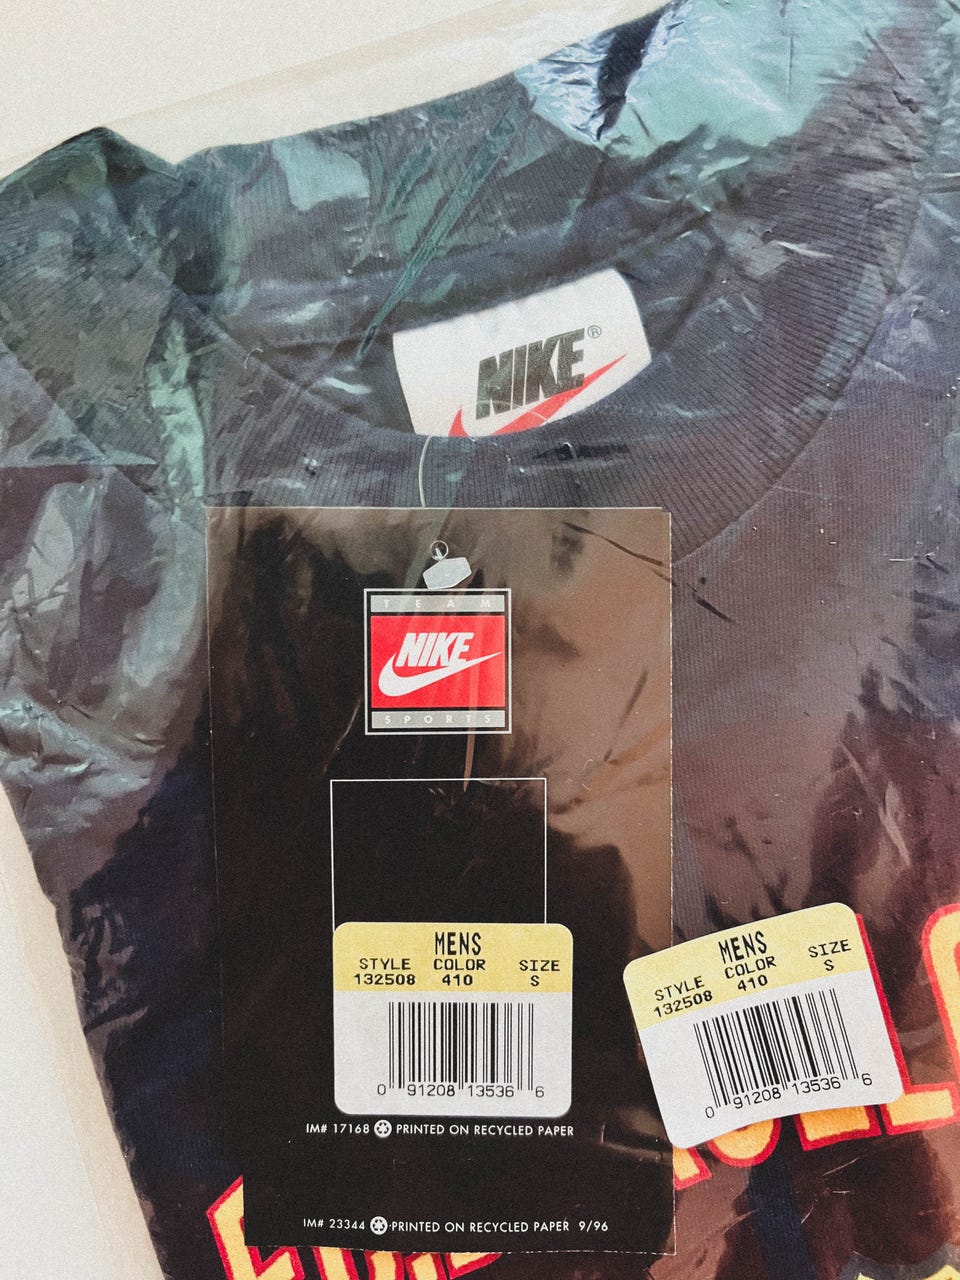 NIKE®
TEAM
NIKE
SPORTS
MENS
STYLE COLOR SIZE
132508 410 S
0 91208 13536 6
MENS
STYLE COLOR SIZE
132508 410 S
0 91208 13536 6
IM# 17168 PRINTED ON RECYCLED PAPER
IM# 23344 PRINTED ON RECYCLED PAPER 9/96